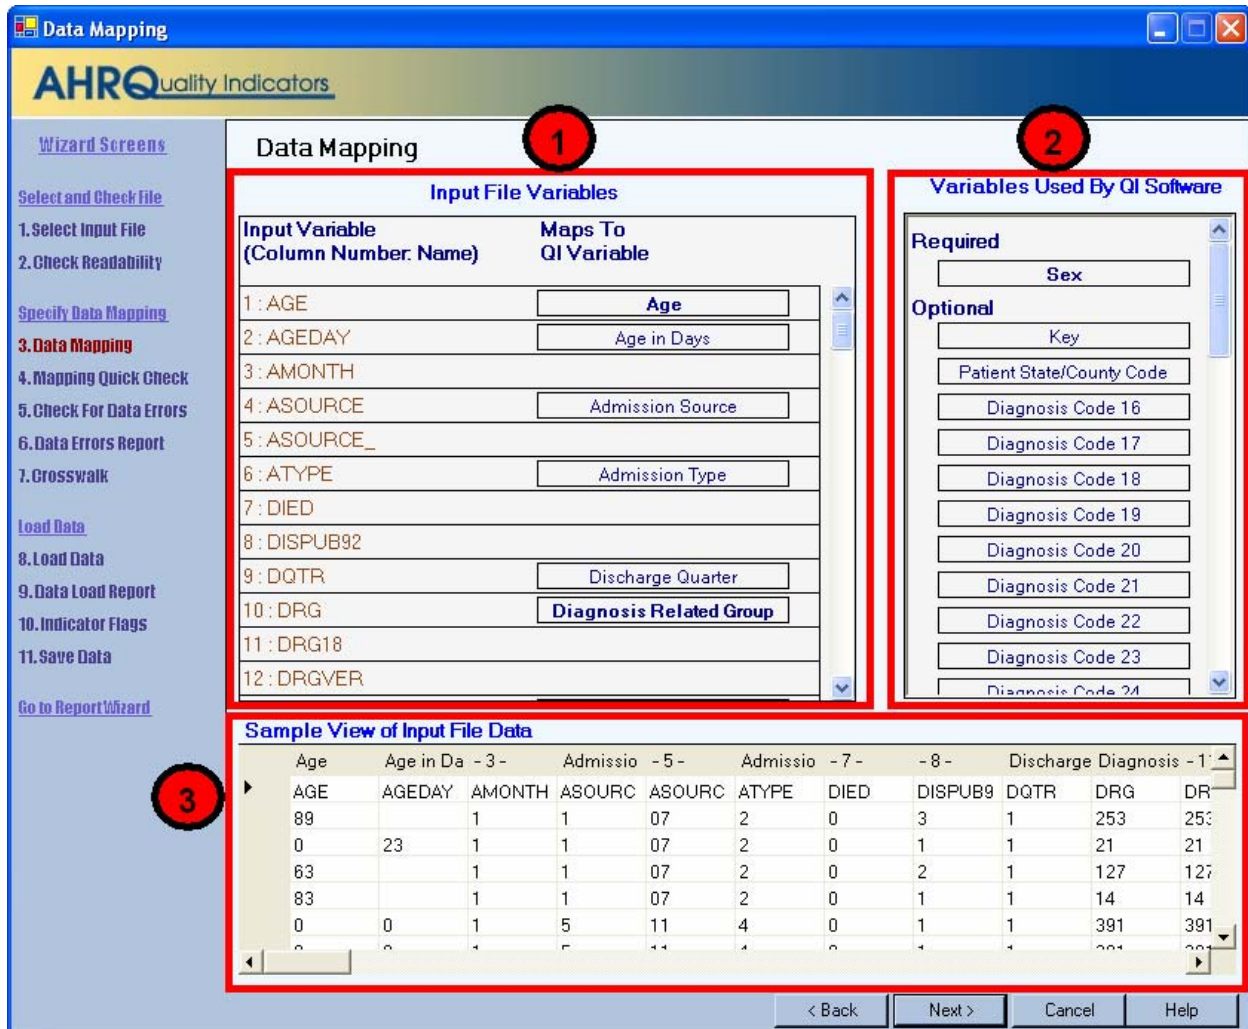 Data Mapping
AHRQuality Indicators
Wizard Screens
Select and Check File
1.Select Input File
2.Check Readability
Specify Data Mapping
3.Data Mapping
4.Mapping Quick Check
5.Check For Data Errors
6.Data Errors Report
7.Crosswalk
Load Data
8.Load Data
9.Data Load Report
10.Indicator Flags
11.Save Data
Go to Report Wizard
Data Mapping
1
Input File Variables
Input Variable
(Column Number: Name)
Maps To
QI Variable
1 : AGE Age
2 : AGEDAY Age in Days
3 : AMONTH
4 : ASOURCE Admission Source
5 : ASOURCE_
6 : ATYPE Admission Type
7 : DIED
8 : DISPUB92
9 : DQTR Discharge Quarter
10 : DRG Diagnosis Related Group
11 : DRG18
12 : DRGVER
2
Variables Used By QI Software
Required
Sex
Optional
Key
Patient State/County Code
Diagnosis Code 16
Diagnosis Code 17
Diagnosis Code 18
Diagnosis Code 19
Diagnosis Code 20
Diagnosis Code 21
Diagnosis Code 22
Diagnosis Code 23
Diagnosis Code 24
3
Sample View of Input File Data
Age Age in Da - 3 - Admissio - 5 - Admissio - 7 - - 8 - Discharge Diagnosis - 1
AGE AGEDAY AMONTH ASOURC ASOURC ATYPE DIED DISPUB9 DQTR DRG DR
89 1 1 07 2 0 3 1 253 253
0 23 1 1 07 2 0 1 1 21 21
63 1 1 07 2 0 2 1 127 127
83 1 1 07 2 0 1 1 14 14
0 0 1 5 11 4 0 1 1 391 391
< Back Next > Cancel Help